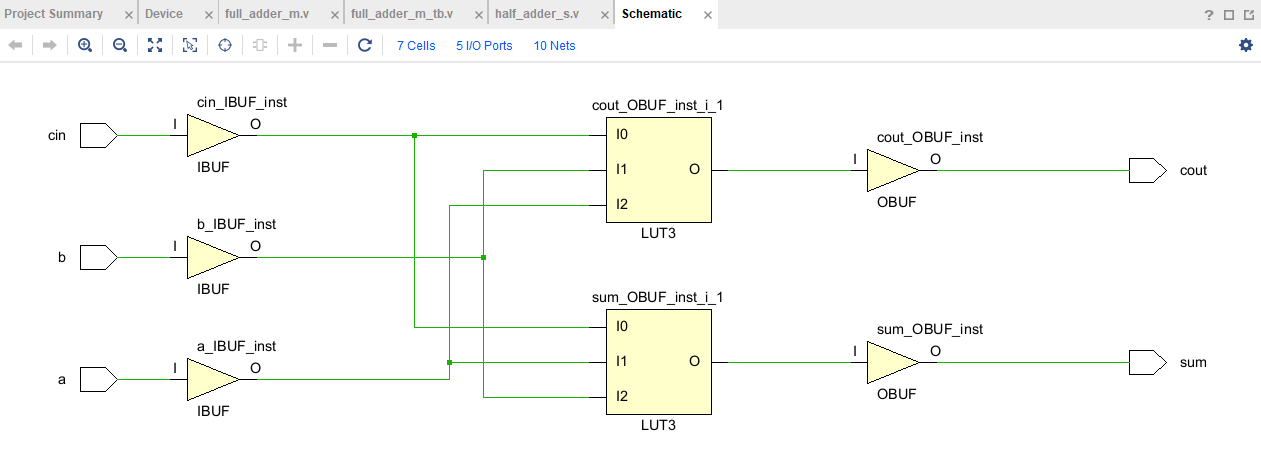 Project Summary × Device × full_adder_m.v × full_adder_m_tb.v × half_adder_s.v × Schematic × ?
7 Cells 5 I/O Ports 10 Nets
cin_IBUF_inst
cin I O
IBUF
b_IBUF_inst
b I O
IBUF
a_IBUF_inst
a I O
IBUF
cout_OBUF_inst_i_1
I0
I1 O
I2
LUT3
sum_OBUF_inst_i_1
I0
I1 O
I2
LUT3
cout_OBUF_inst
I O cout
OBUF
sum_OBUF_inst
I O sum
OBUF